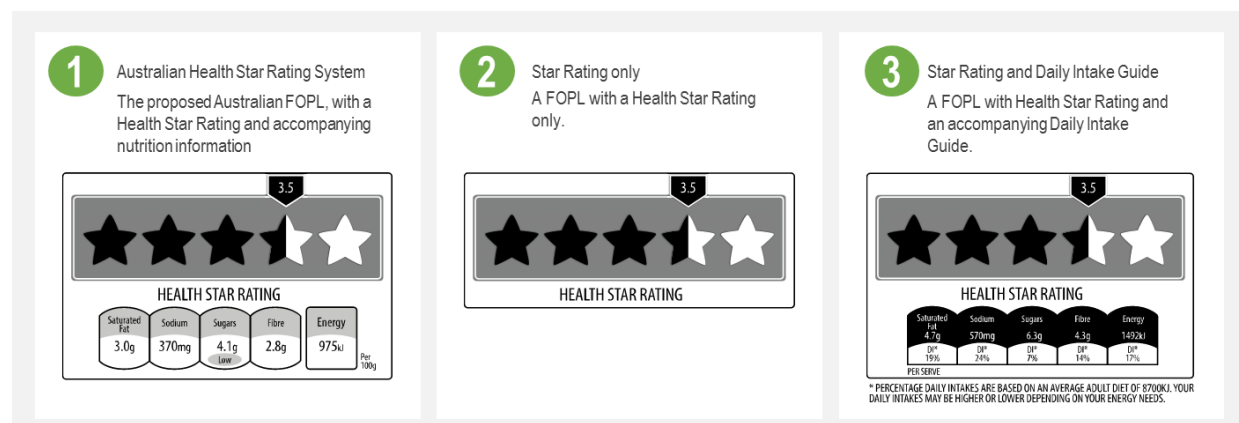 1
Australian Health Star Rating System
The proposed Australian FOPL, with a
Health Star Rating and accompanying
nutrition information
3.5
HEALTH STAR RATING
Saturated Fat Sodium Sugars Fibre Energy
3.0g 370mg 4.1g 2.8g 975kJ
Low
Per 100g
2
Star Rating only
A FOPL with a Health Star Rating
only.
3.5
HEALTH STAR RATING
3
Star Rating and Daily Intake Guide
A FOPL with Health Star Rating and
an accompanying Daily Intake
Guide.
3.5
HEALTH STAR RATING
Saturated Fat Sodium Sugars Fibre Energy
4.7g 570mg 6.3g 4.3g 1492kJ
DI* DI* DI* DI* DI*
19% 24% 7% 14% 17%
PER SERVE
* PERCENTAGE DAILY INTAKES ARE BASED ON AN AVERAGE ADULT DIET OF 8700KJ. YOUR
DAILY INTAKES MAY BE HIGHER OR LOWER DEPENDING ON YOUR ENERGY NEEDS.